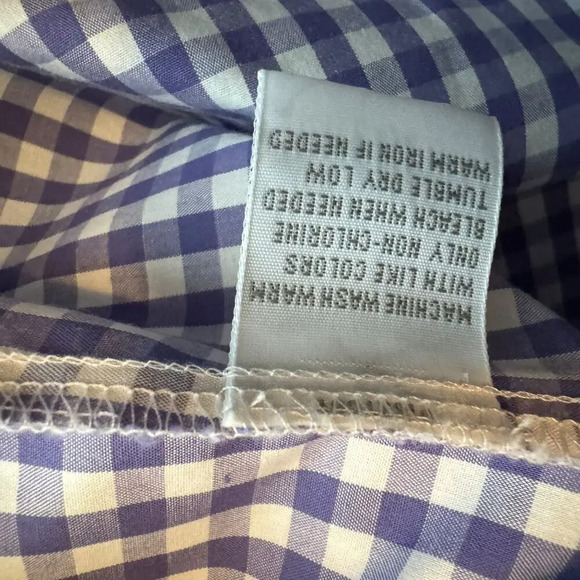 MACHINE WASH WARM
WITH LIKE COLORS
ONLY NON-CHLORINE
BLEACH WHEN NEEDED
TUMBLE DRY LOW
WARM IRON IF NEEDED